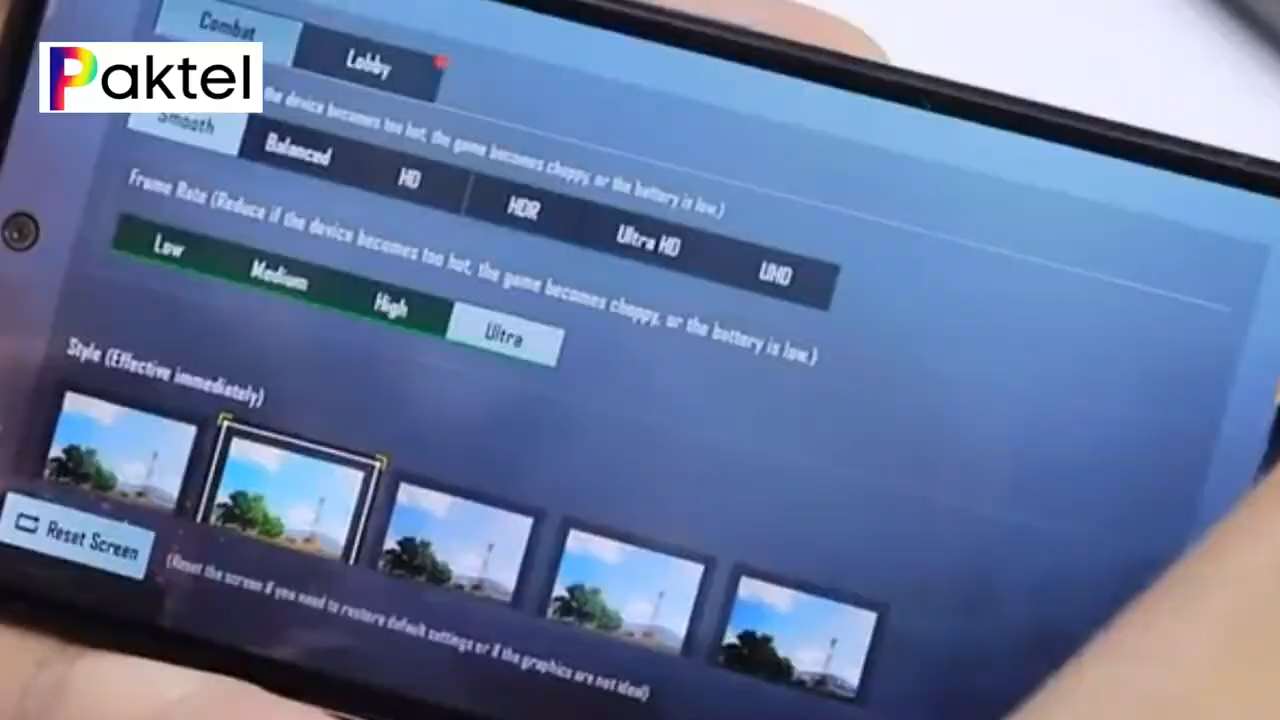 Paktel
Combat
Lobby
the device becomes too hot, the game becomes choppy, or the battery is low.)
Smooth
Balanced
HD
HDR
Ultra HD
UHD
Frame Rate (Reduce if the device becomes too hot, the game becomes choppy, or the battery is low.)
Low
Medium
High
Ultra
Style (Effective immediately)
Reset Screen
(Reset the screen if you need to restore default settings or if the graphics are not ideal)